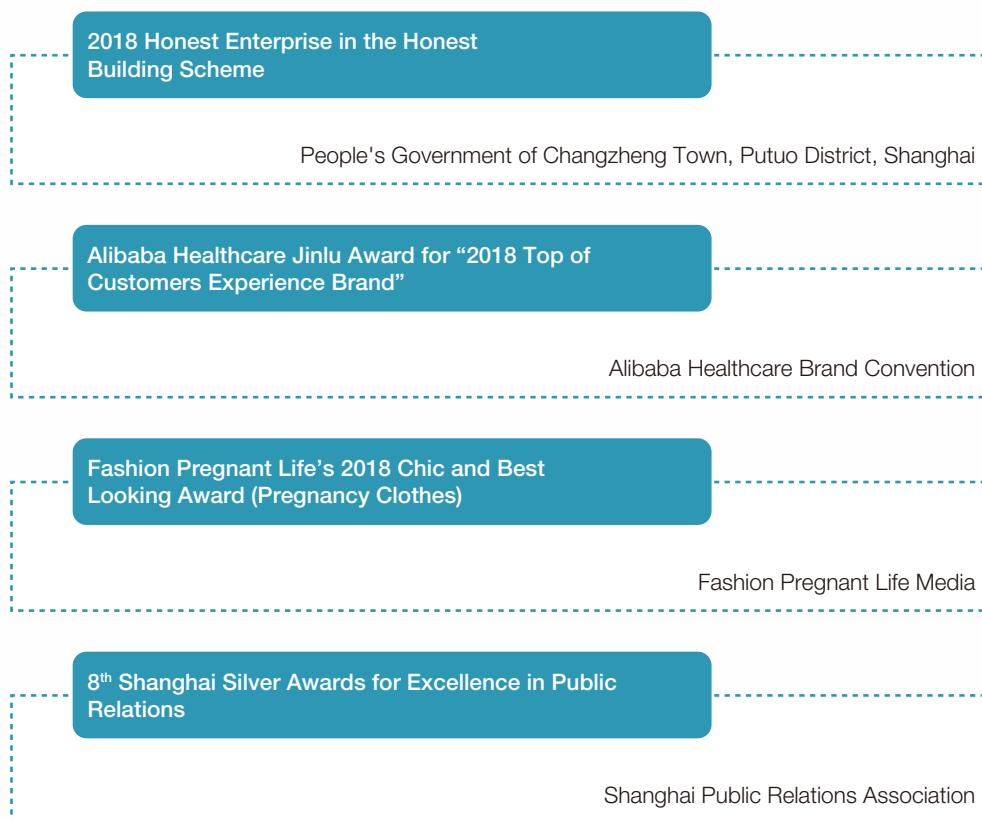 2018 Honest Enterprise in the Honest
Building Scheme
People's Government of Changzheng Town, Putuo District, Shanghai
Alibaba Healthcare Jinlu Award for “2018 Top of
Customers Experience Brand”
Alibaba Healthcare Brand Convention
Fashion Pregnant Life’s 2018 Chic and Best
Looking Award (Pregnancy Clothes)
Fashion Pregnant Life Media
8th Shanghai Silver Awards for Excellence in Public
Relations
Shanghai Public Relations Association